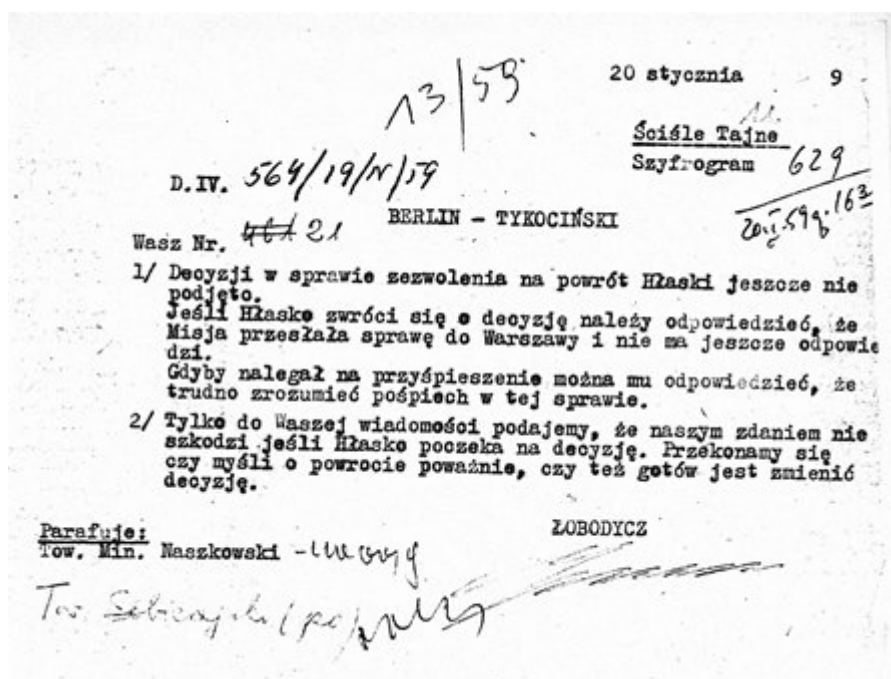 13/59
20 stycznia 9
Ściśle Tajne
Szyfrogram 629
D.IV. 564/19/N/59
20.I.59 g. 16³
BERLIN - TYKOCIŃSKI
Wasz Nr. 21
1/ Decyzji w sprawie zezwolenia na powrót Hłaski jeszcze nie
podjęto.
Jeśli Hłasko zwróci się o decyzję należy odpowiedzieć, że
Misja przesłała sprawę do Warszawy i nie ma jeszcze odpowie
dzi.
Gdyby nalegał na przyśpieszenie można mu odpowiedzieć, że
trudno zrozumieć pośpiech w tej sprawie.
2/ Tylko do Waszej wiadomości podajemy, że naszym zdaniem nie
szkodzi jeśli Hłasko poczeka na decyzję. Przekonamy się
czy myśli o powrocie poważnie, czy też gotów jest zmienić
decyzję.
ŁOBODYCZ
Parafuje:
Tow. Min. Naszkowski -
Tow.